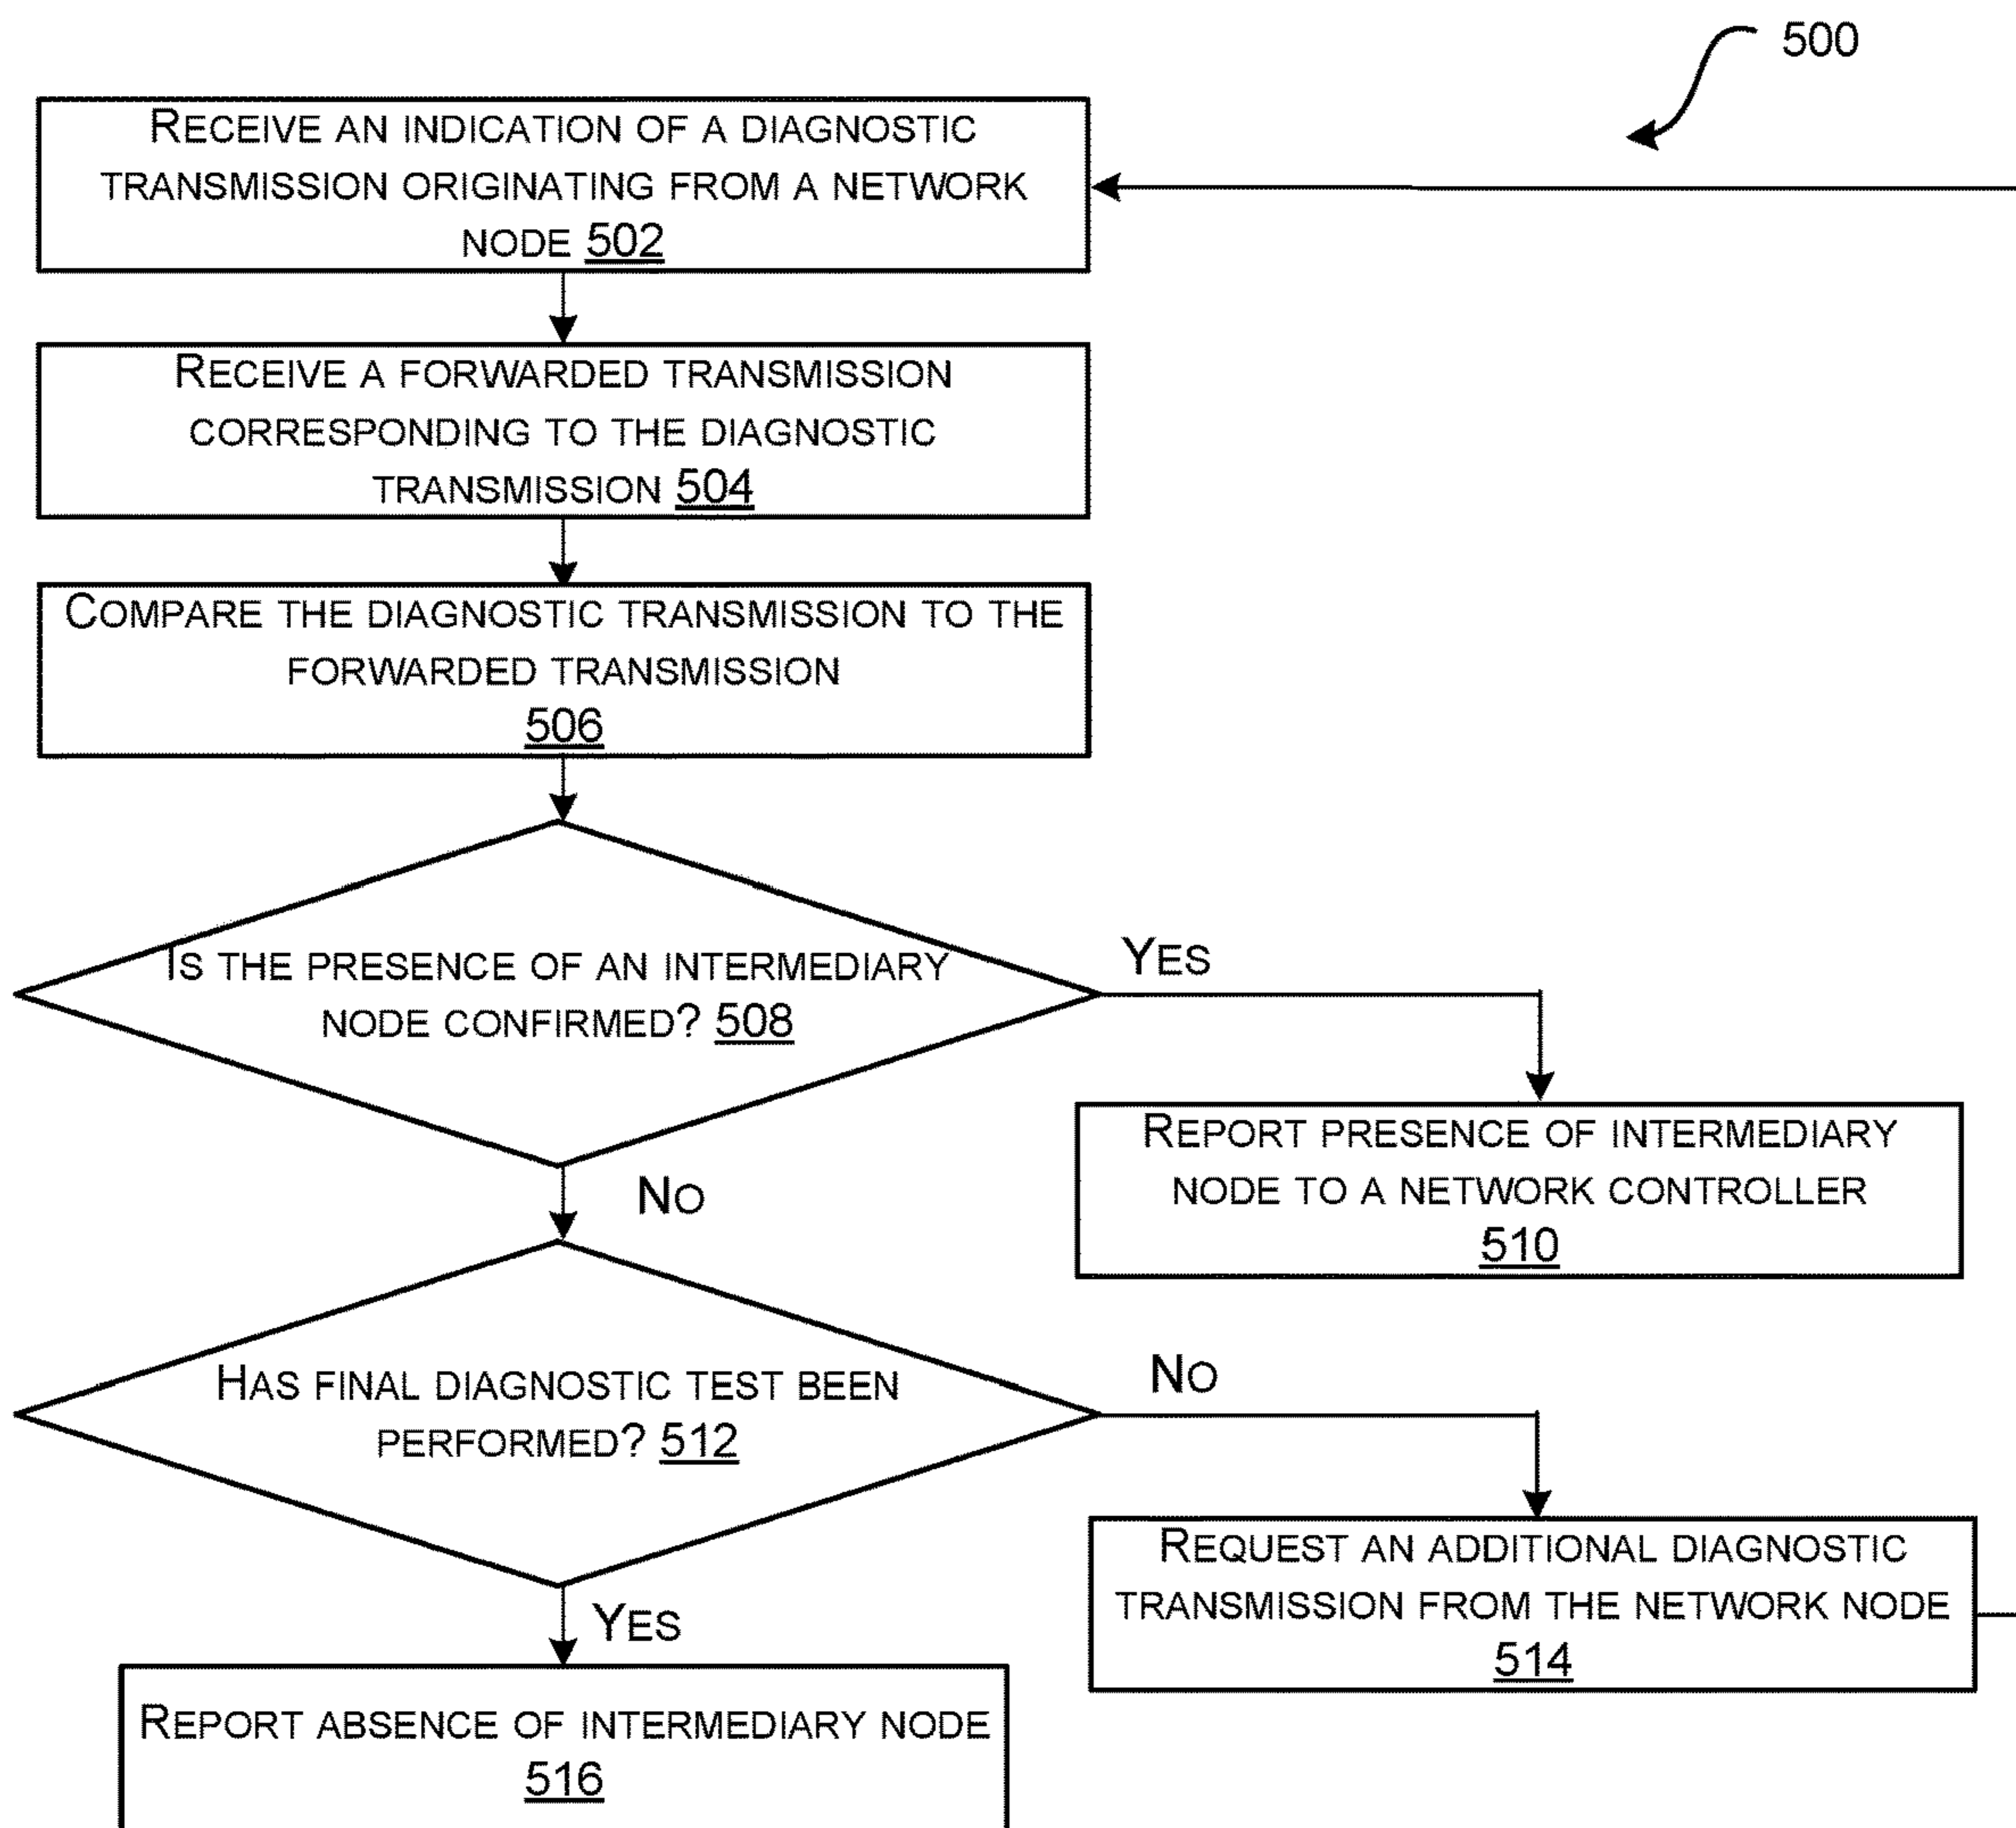 500
RECEIVE AN INDICATION OF A DIAGNOSTIC
TRANSMISSION ORIGINATING FROM A NETWORK
NODE 502
RECEIVE A FORWARDED TRANSMISSION
CORRESPONDING TO THE DIAGNOSTIC
TRANSMISSION 504
COMPARE THE DIAGNOSTIC TRANSMISSION TO THE
FORWARDED TRANSMISSION
506
IS THE PRESENCE OF AN INTERMEDIARY
NODE CONFIRMED? 508
YES
REPORT PRESENCE OF INTERMEDIARY
NODE TO A NETWORK CONTROLLER
510
NO
HAS FINAL DIAGNOSTIC TEST BEEN
PERFORMED? 512
NO
REQUEST AN ADDITIONAL DIAGNOSTIC
TRANSMISSION FROM THE NETWORK NODE
514
YES
REPORT ABSENCE OF INTERMEDIARY NODE
516